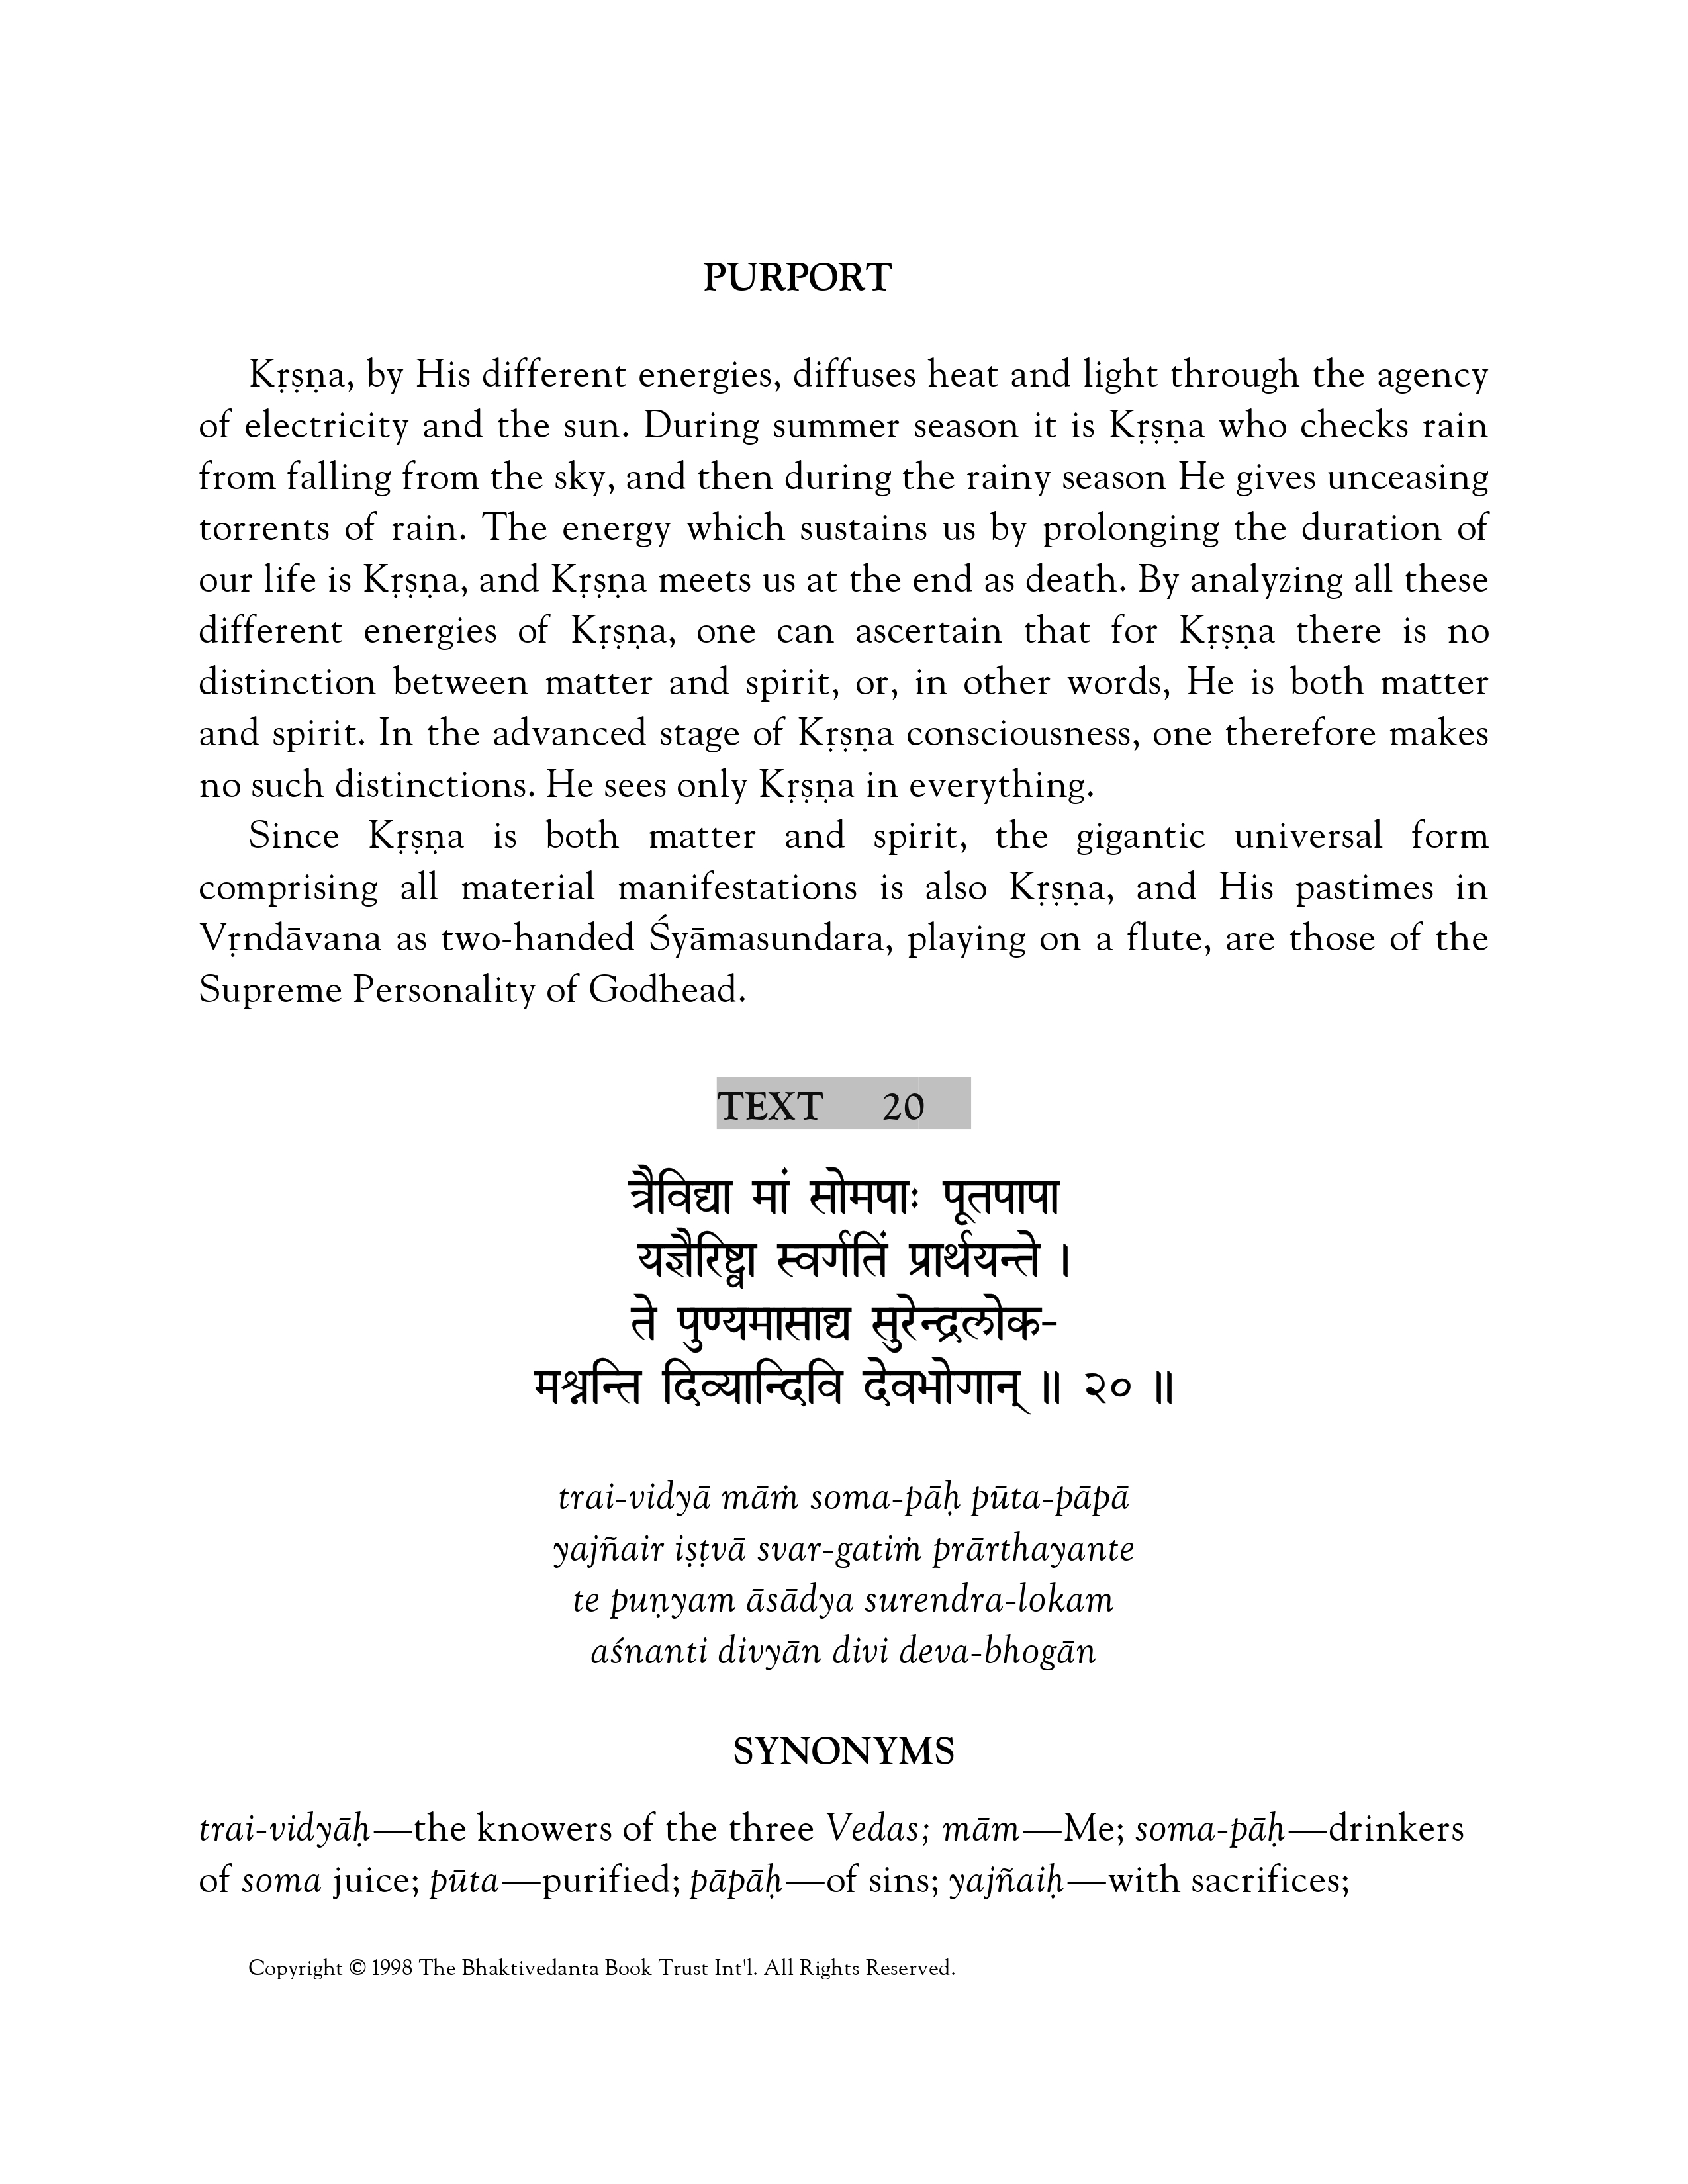 PURPORT
Kṛṣṇa, by His different energies, diffuses heat and light through the agency
of electricity and the sun. During summer season it is Kṛṣṇa who checks rain
from falling from the sky, and then during the rainy season He gives unceasing
torrents of rain. The energy which sustains us by prolonging the duration of
our life is Kṛṣṇa, and Kṛṣṇa meets us at the end as death. By analyzing all these
different energies of Kṛṣṇa, one can ascertain that for Kṛṣṇa there is no
distinction between matter and spirit, or, in other words, He is both matter
and spirit. In the advanced stage of Kṛṣṇa consciousness, one therefore makes
no such distinctions. He sees only Kṛṣṇa in everything.
Since Kṛṣṇa is both matter and spirit, the gigantic universal form
comprising all material manifestations is also Kṛṣṇa, and His pastimes in
Vṛndāvana as two-handed Śyāmasundara, playing on a flute, are those of the
Supreme Personality of Godhead.
TEXT 20
त्रैविद्या मां सोमपाः पूतपापा
यज्ञैरिष्ट्वा स्वर्गतिं प्रार्थयन्ते ।
ते पुण्यमासाद्य सुरेन्द्रलोक-
मश्नन्ति दिव्यान्दिवि देवभोगान् ॥ २० ॥
trai-vidyā māṁ soma-pāḥ pūta-pāpā
yajñair iṣṭvā svar-gatiṁ prārthayante
te puṇyam āsādya surendra-lokam
aśnanti divyān divi deva-bhogān
SYNONYMS
trai-vidyāḥ—the knowers of the three Vedas; mām—Me; soma-pāḥ—drinkers
of soma juice; pūta—purified; pāpāḥ—of sins; yajñaiḥ—with sacrifices;
Copyright © 1998 The Bhaktivedanta Book Trust Int'l. All Rights Reserved.